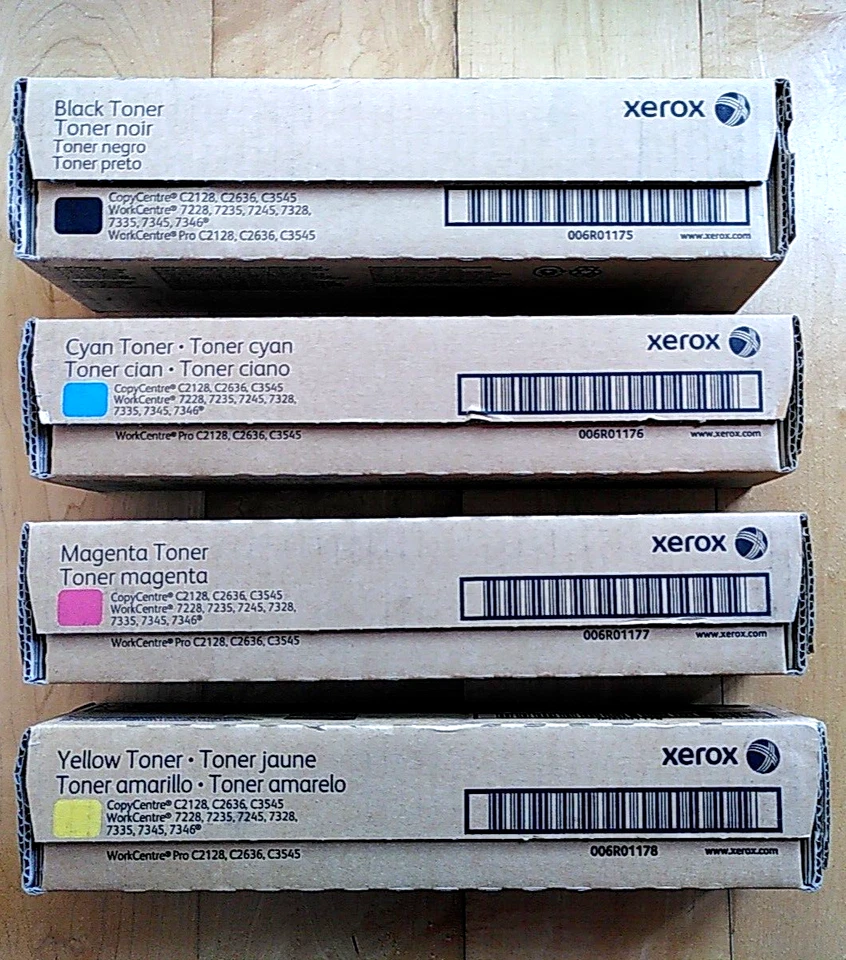 Black Toner
Toner noir
Toner negro
Toner preto
xerox
CopyCentre® C2128, C2636, C3545
WorkCentre® 7228, 7235, 7245, 7328,
7335, 7345, 7346®
WorkCentre® Pro C2128, C2636, C3545
006R01175
www.xerox.com
Cyan Toner • Toner cyan
Toner cian • Toner ciano
xerox
CopyCentre® C2128, C2636, C3545
WorkCentre® 7228, 7235, 7245, 7328,
7335, 7345, 7346®
WorkCentre® Pro C2128, C2636, C3545
006R01176
www.xerox.com
Magenta Toner
Toner magenta
xerox
CopyCentre® C2128, C2636, C3545
WorkCentre® 7228, 7235, 7245, 7328,
7335, 7345, 7346®
WorkCentre® Pro C2128, C2636, C3545
006R01177
www.xerox.com
Yellow Toner • Toner jaune
Toner amarillo • Toner amarelo
xerox
CopyCentre® C2128, C2636, C3545
WorkCentre® 7228, 7235, 7245, 7328,
7335, 7345, 7346®
WorkCentre® Pro C2128, C2636, C3545
006R01178
www.xerox.com